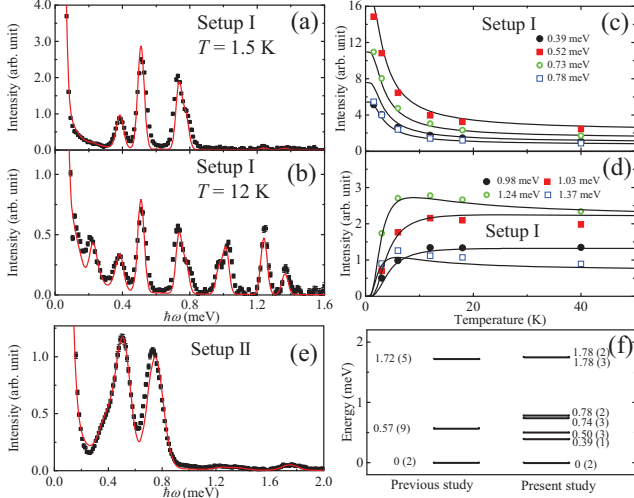 Setup I
(a)
T = 1.5 K
Intensity (arb. unit)
4.0
3.0
2.0
1.0
0.0
Setup I
(b)
T = 12 K
Intensity (arb. unit)
1.0
0.5
0.0
0.0 0.4 0.8 1.2 1.6
ħω (meV)
Setup II
(e)
Intensity (arb. unit)
1.0
0.5
0.0
0.0 0.4 0.8 1.2 1.6 2.0
ħω (meV)
Setup I
(c)
0.39 meV
0.52 meV
0.73 meV
0.78 meV
Intensity (arb. unit)
16
12
8
4
0
(d)
0.98 meV 1.03 meV
1.24 meV 1.37 meV
Setup I
Intensity (arb. unit)
4
3
2
1
0
0 20 40
Temperature (K)
(f)
Energy (meV)
2
1
0
1.72 (5)
0.57 (9)
0 (2)
1.78 (2)
1.78 (3)
0.78 (2)
0.74 (3)
0.50 (3)
0.39 (1)
0 (2)
Previous study
Present study